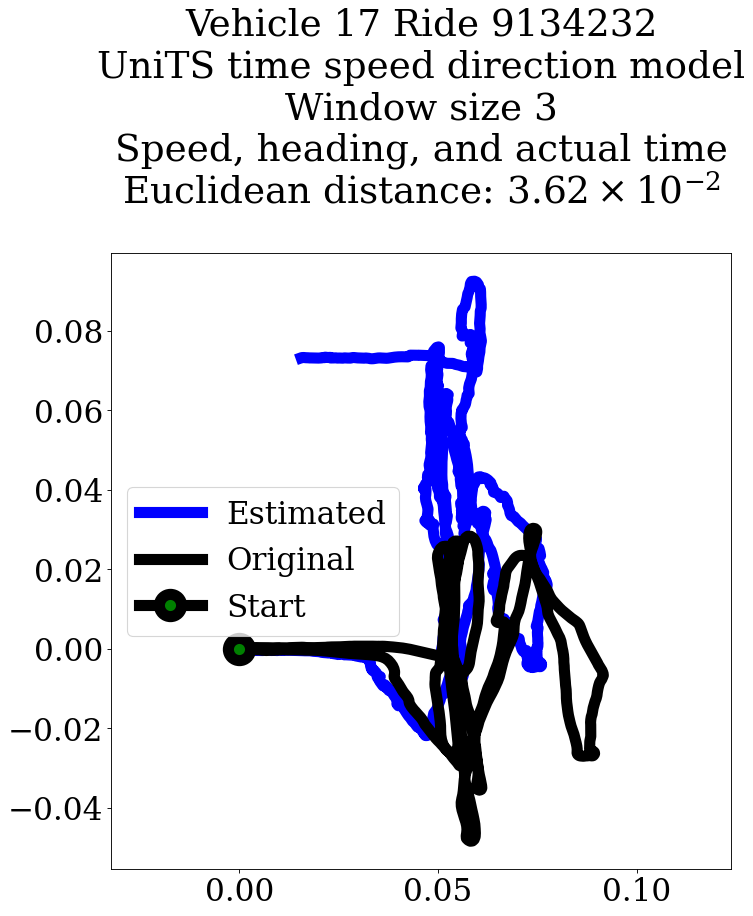 Vehicle 17 Ride 9134232
UniTS time speed direction model
Window size 3
Speed, heading, and actual time
Euclidean distance: 3.62 × 10⁻²
0.08
0.06
0.04
0.02
0.00
−0.02
−0.04
Estimated
Original
Start
0.00
0.05
0.10